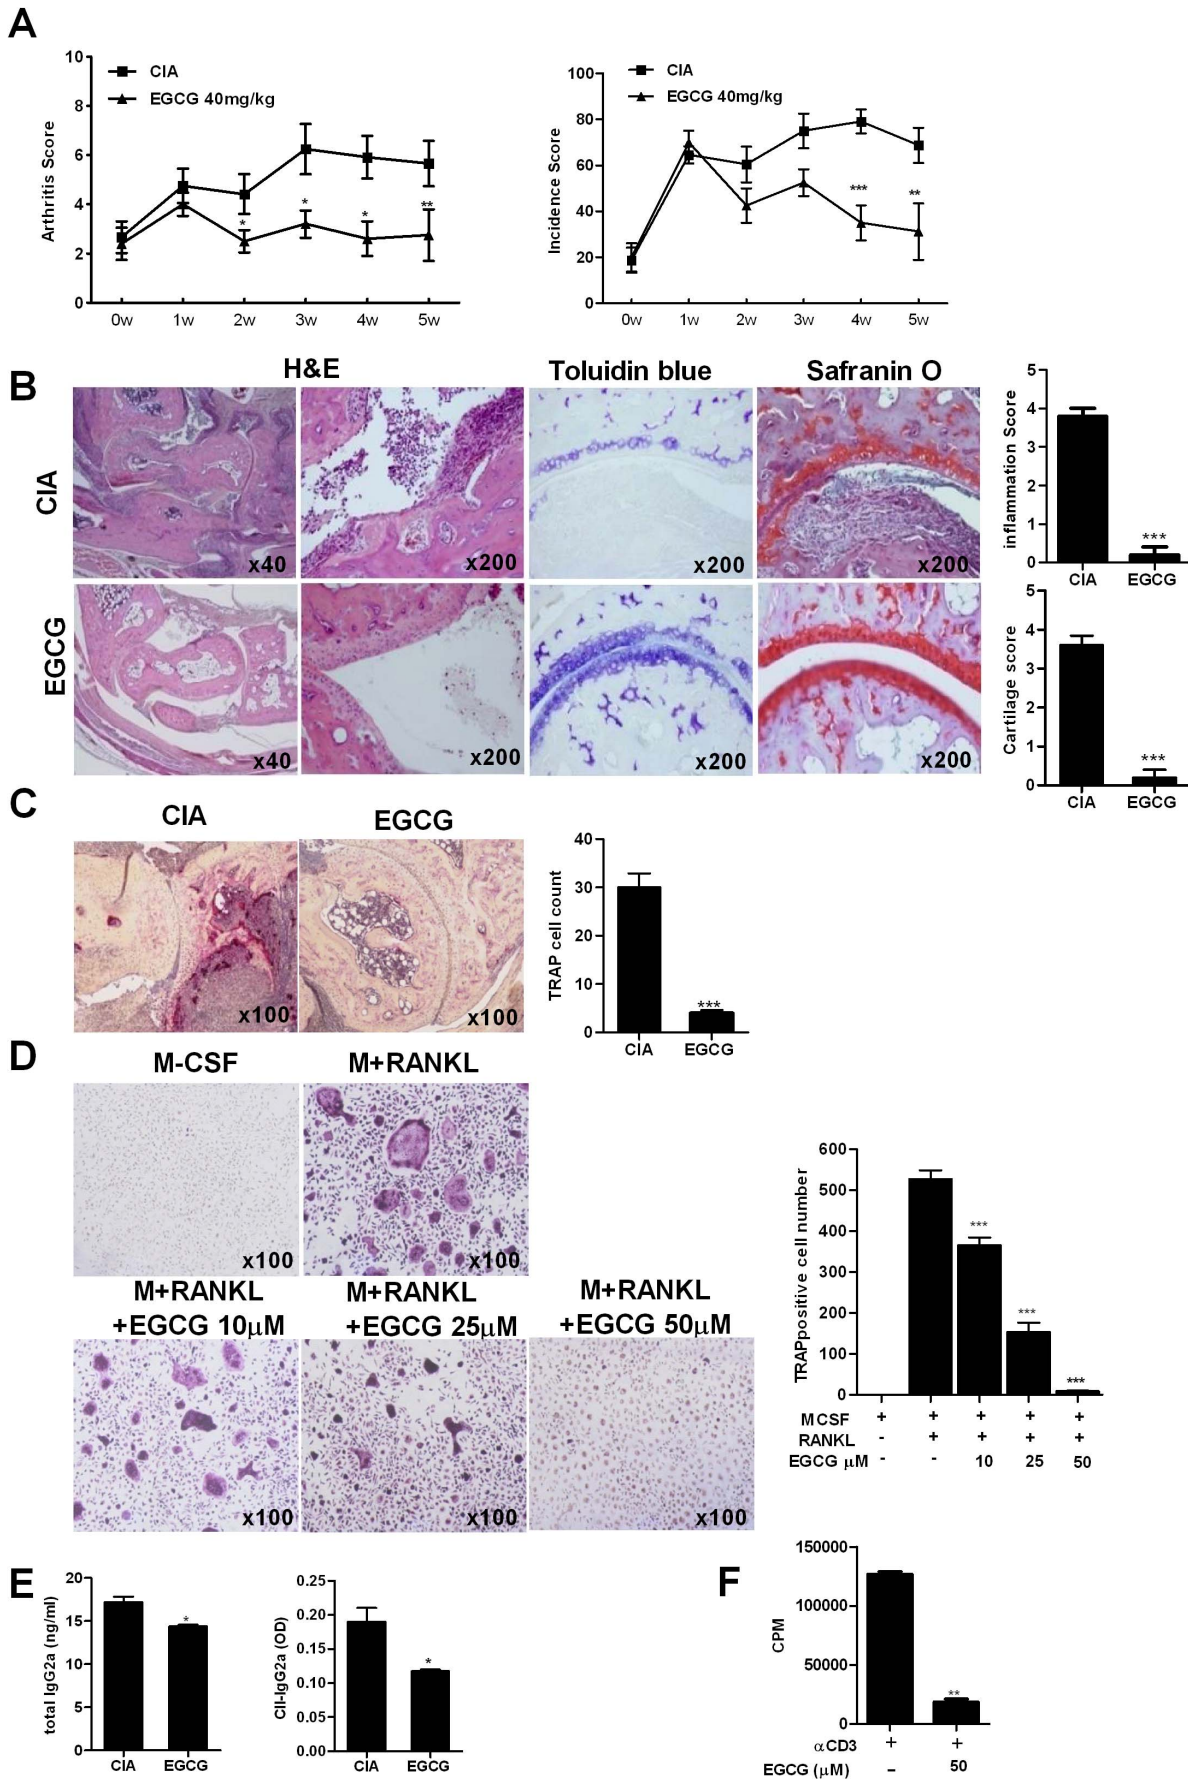 A
10
8
6
4
2
0
Arthritis Score
CIA
EGCG 40mg/kg
*
*
*
**
0w 1w 2w 3w 4w 5w
100
80
60
40
20
0
Incidence Score
CIA
EGCG 40mg/kg
***
**
0w 1w 2w 3w 4w 5w
B
H&E Toluidin blue Safranin O
CIA
x40 x200 x200 x200
EGCG
x40 x200 x200 x200
5
4
3
2
1
0
inflammation Score
***
CIA EGCG
5
4
3
2
1
0
Cartilage score
***
CIA EGCG
C
CIA EGCG
x100 x100
40
30
20
10
0
TRAP cell count
***
CIA EGCG
D
M-CSF M+RANKL
x100 x100
M+RANKL M+RANKL M+RANKL
+EGCG 10μM +EGCG 25μM +EGCG 50μM
x100 x100 x100
600
500
400
300
200
100
0
TRAPpositive cell number
***
***
***
MCSF + + + + +
RANKL - + + + +
EGCG μM - - 10 25 50
E
20
15
10
5
0
total IgG2a (ng/ml)
*
CIA EGCG
0.25
0.20
0.15
0.10
0.05
0.00
CII-IgG2a (OD)
*
CIA EGCG
F
150000
100000
50000
0
CPM
**
αCD3 + +
EGCG (μM) - 50